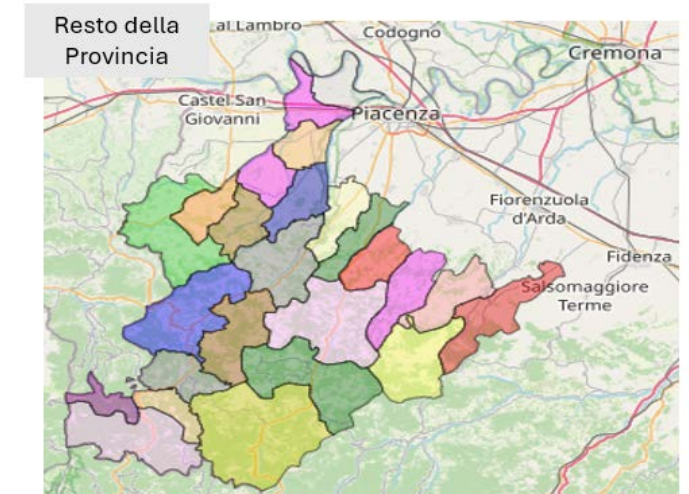 Resto della
Provincia
al Lambro
Codogno
Cremona
Castel San
Giovanni
Piacenza
Fiorenzuola
d'Arda
Fidenza
Salsomaggiore
Terme